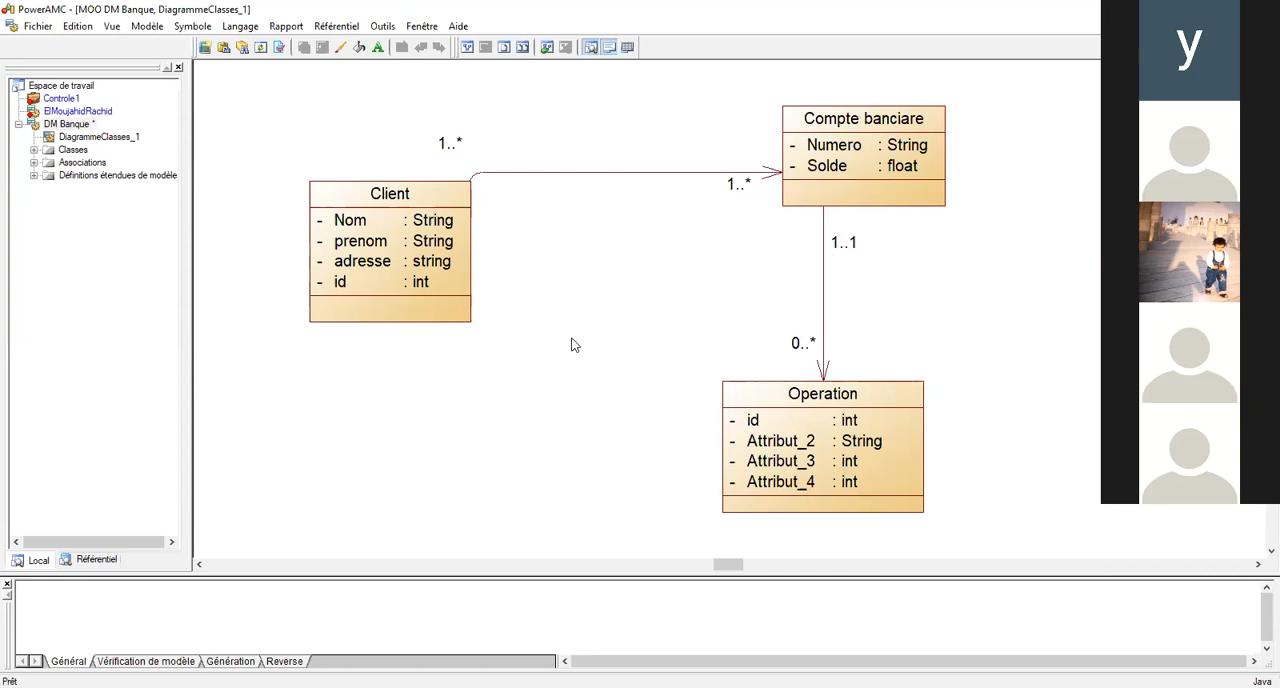 PowerAMC - [MOO DM Banque, DiagrammeClasses_1]
Fichier Edition Vue Modèle Symbole Langage Rapport Référentiel Outils Fenêtre Aide
Espace de travail
Controle1
ElMoujahidRachid
DM Banque *
DiagrammeClasses_1
Classes
Associations
Définitions étendues de modèle
Local Référentiel
1..*
Client
- Nom : String
- prenom : String
- adresse : string
- id : int
1..*
Compte banciare
- Numero : String
- Solde : float
1..1
0..*
Operation
- id : int
- Attribut_2 : String
- Attribut_3 : int
- Attribut_4 : int
y
Général Vérification de modèle Génération Reverse
Prêt Java